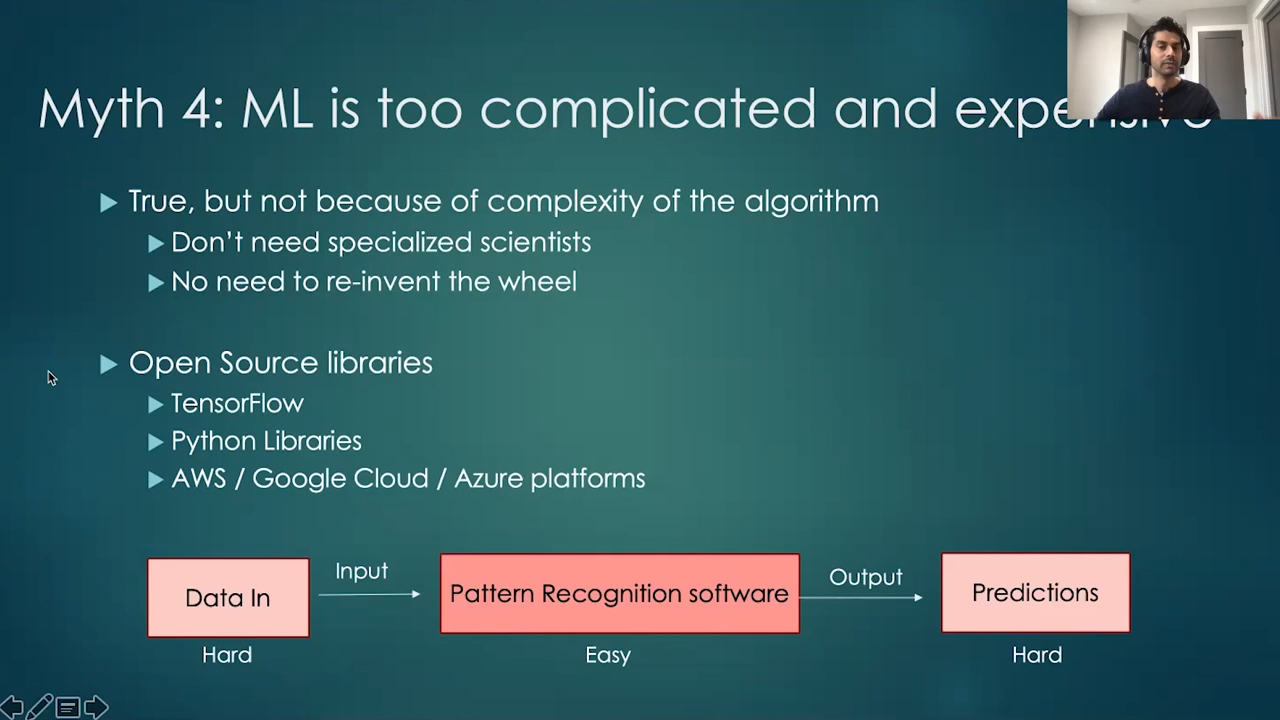 Myth 4: ML is too complicated and expensive
True, but not because of complexity of the algorithm
Don't need specialized scientists
No need to re-invent the wheel
Open Source libraries
TensorFlow
Python Libraries
AWS / Google Cloud / Azure platforms
Data In
Input
Pattern Recognition software
Output
Predictions
Hard
Easy
Hard